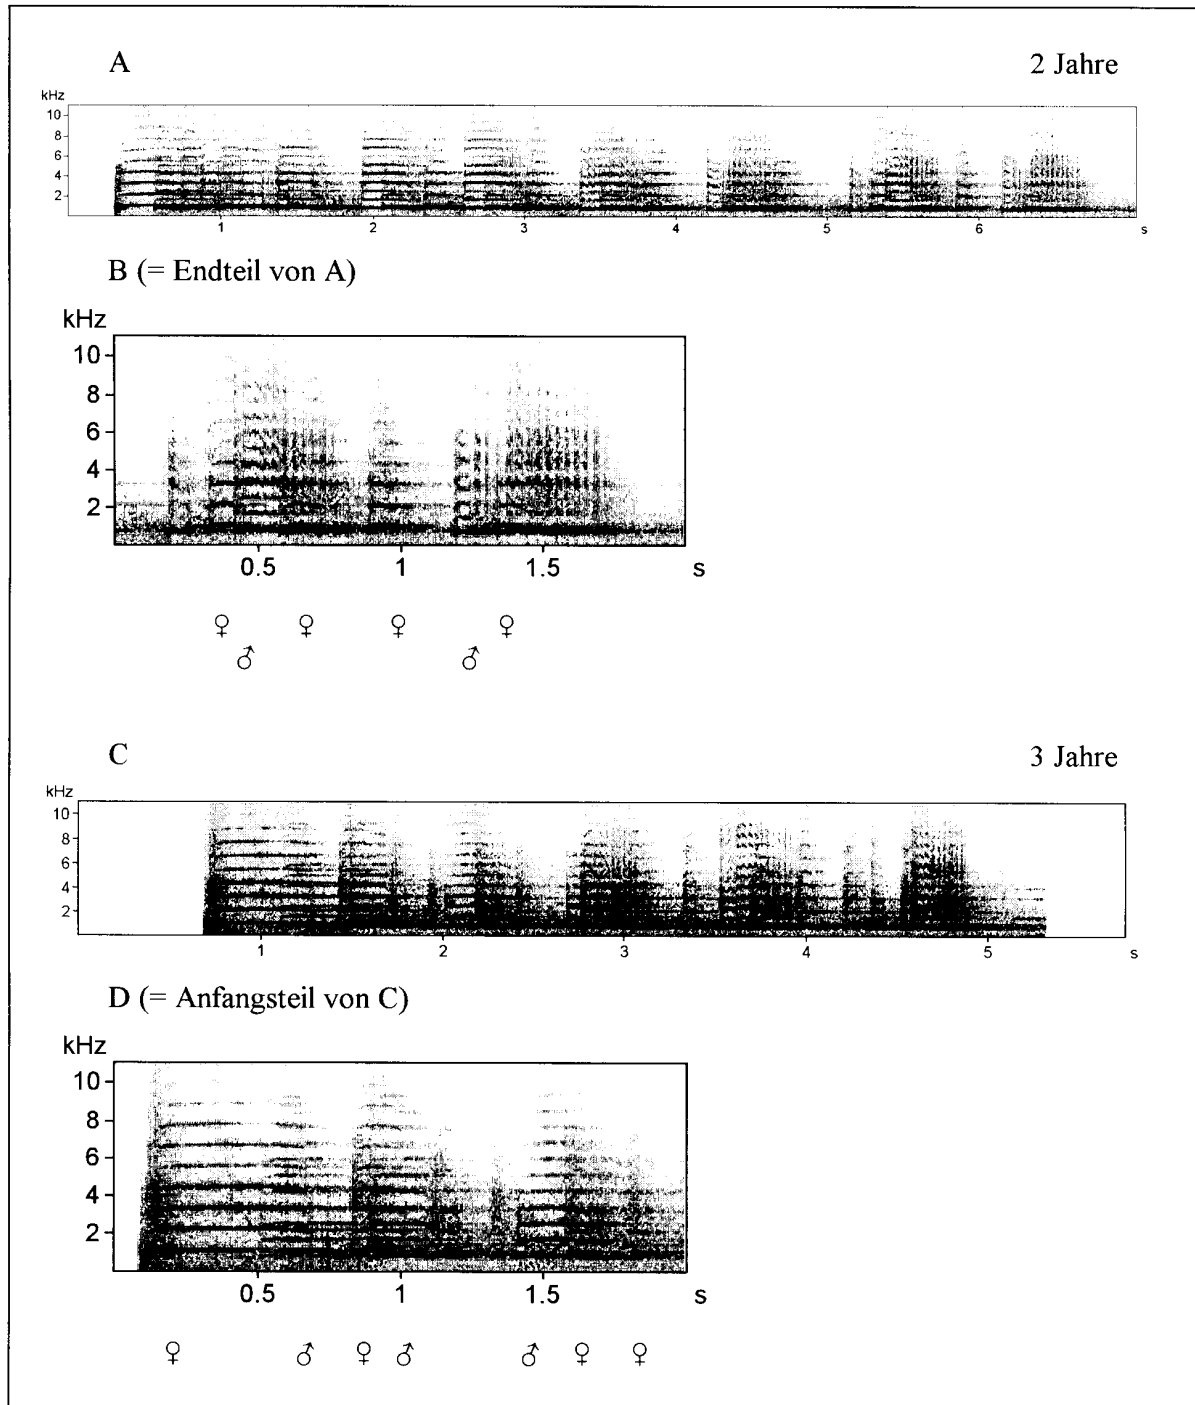 A 2 Jahre
kHz
10
8
6
4
2
1 2 3 4 5 6 s
B (= Endteil von A)
kHz
10
8
6
4
2
0.5 1 1.5 s
♀ ♀ ♀ ♀
♂ ♂
C 3 Jahre
kHz
10
8
6
4
2
1 2 3 4 5 s
D (= Anfangsteil von C)
kHz
10
8
6
4
2
0.5 1 1.5 s
♀ ♂ ♀ ♂ ♂ ♀ ♀